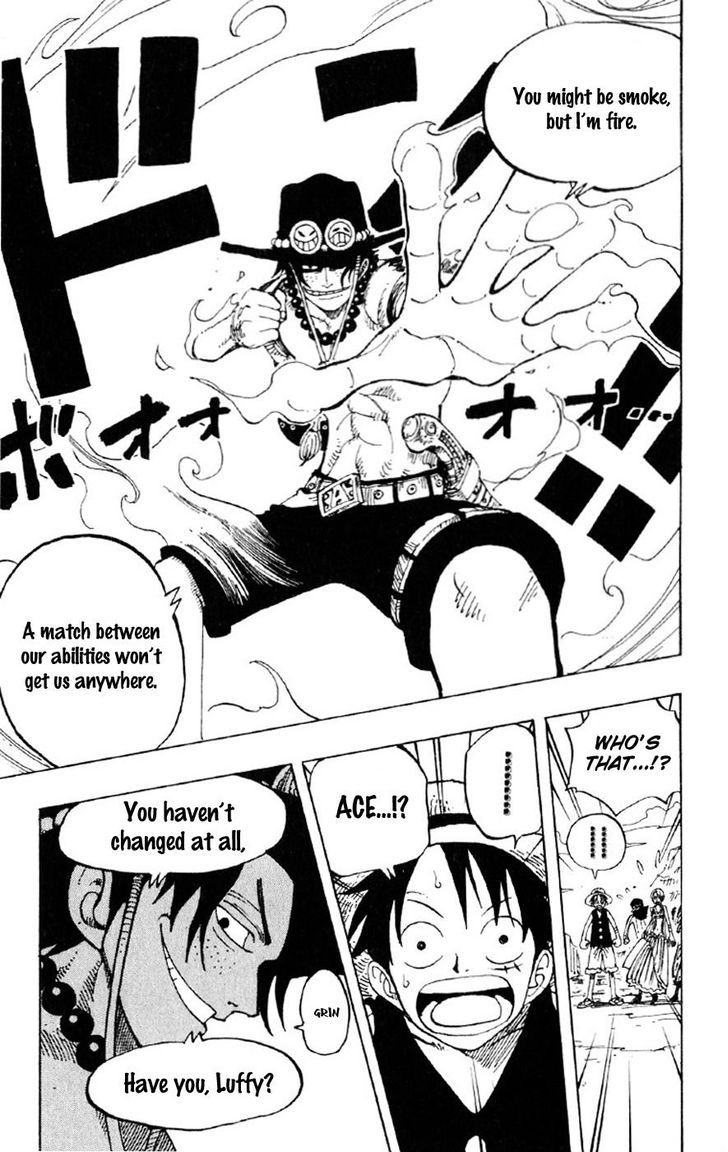 You might be smoke,
but I'm fire.
ドン
ボオオオオ
A match between
our abilities won't
get us anywhere.
WHO'S
THAT...!?
ACE...!?
You haven't
changed at all,
GRIN
Have you, Luffy?